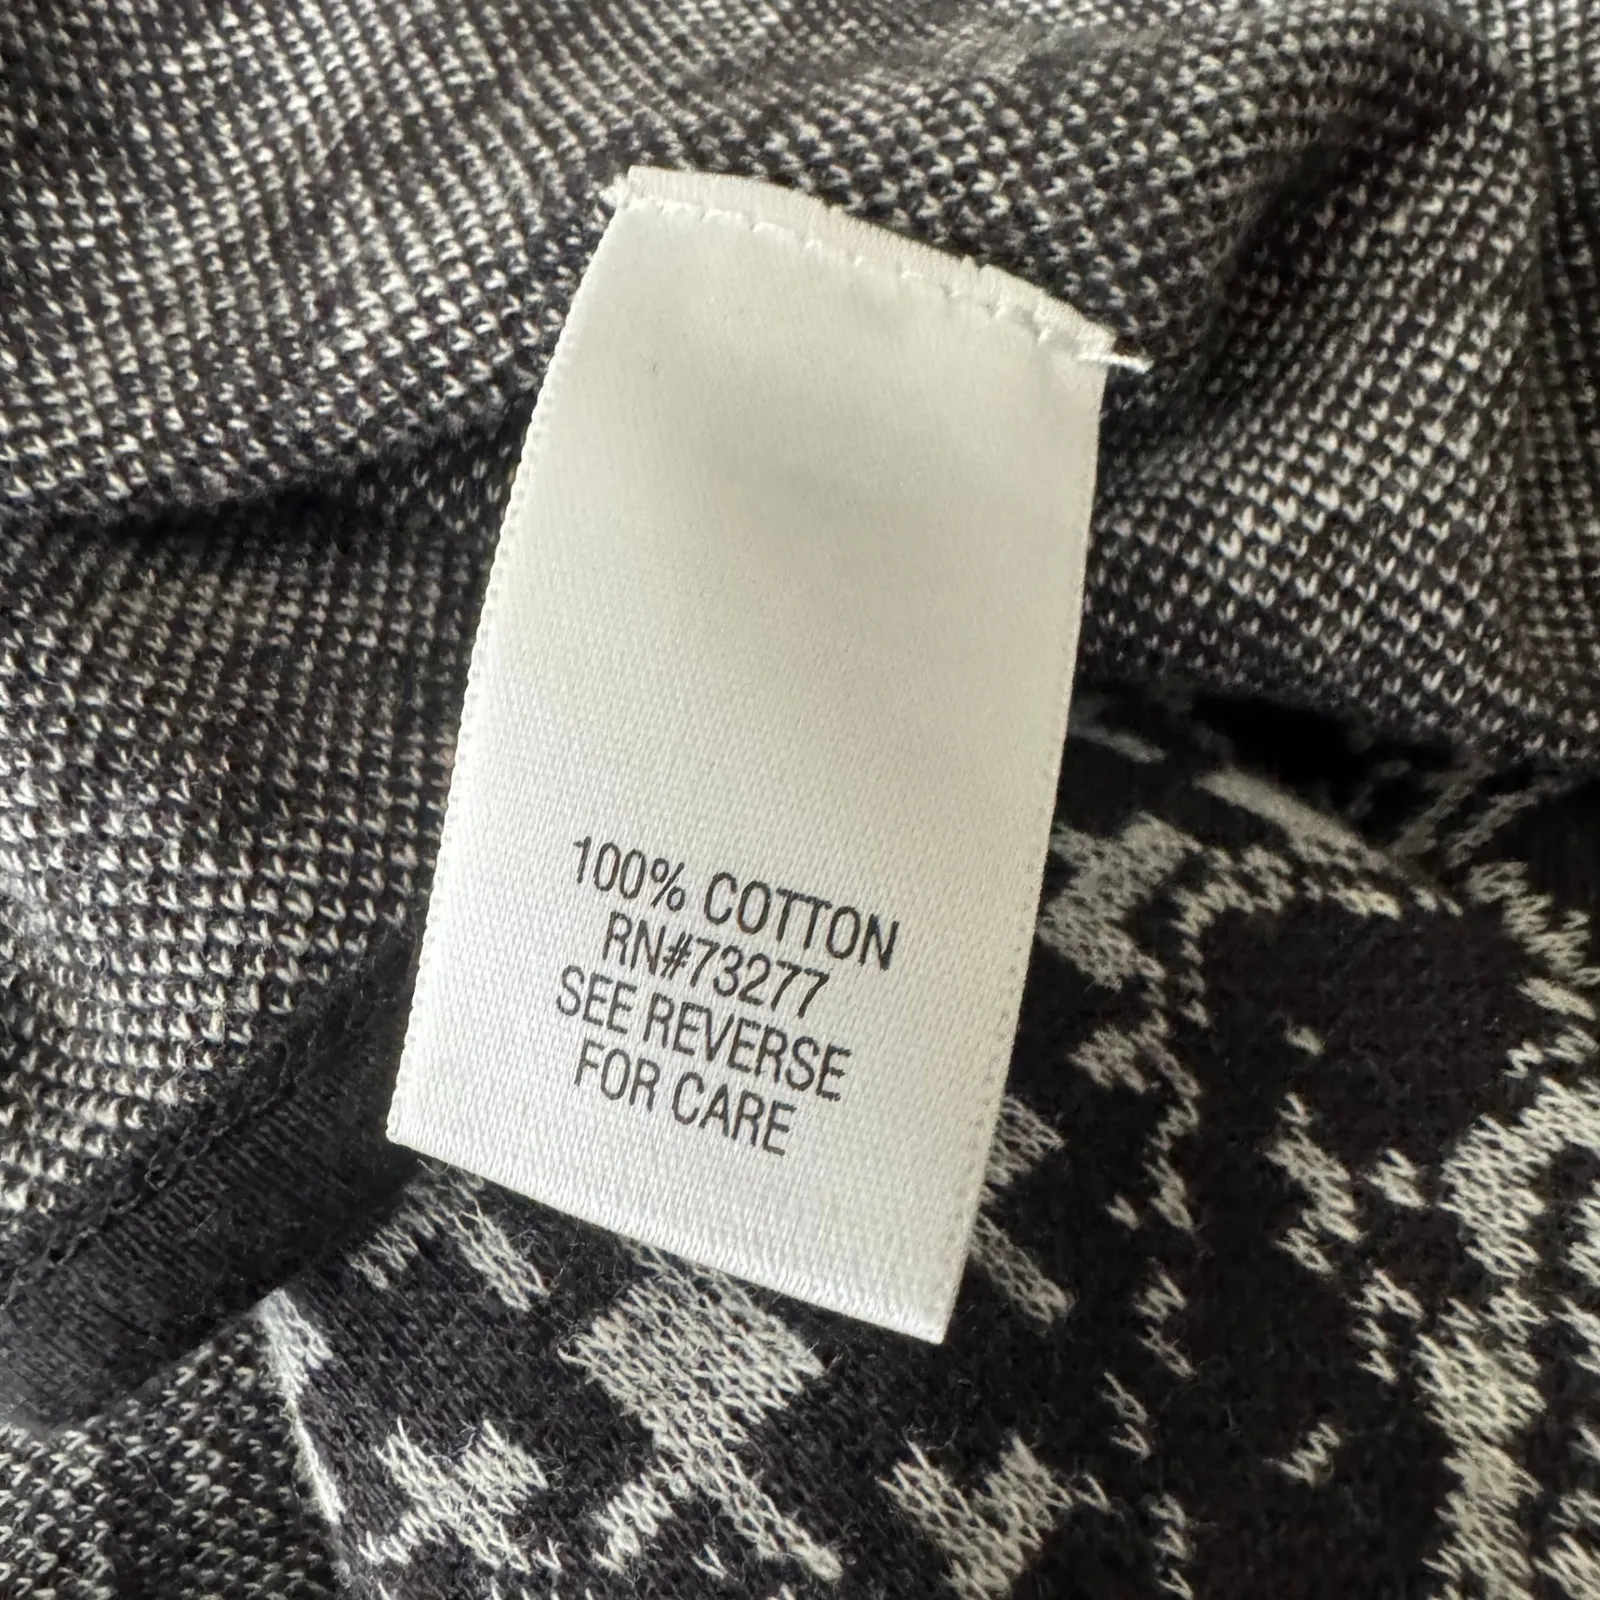 100% COTTON
RN#73277
SEE REVERSE
FOR CARE